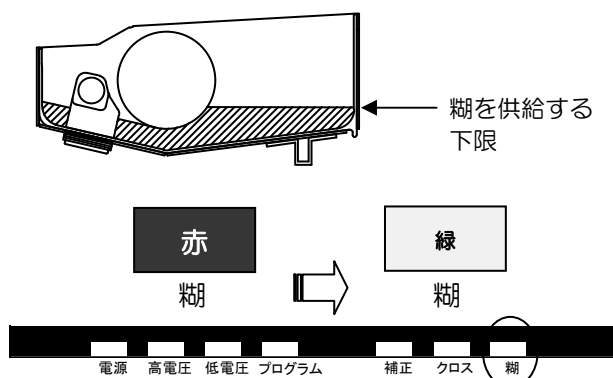 糊を供給する
下限
赤
緑
糊
糊
電源 高電圧 低電圧 プログラム 補正 クロス 糊